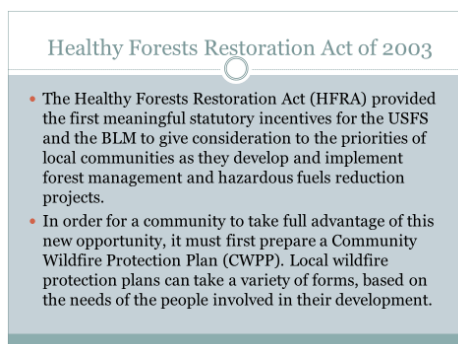 Healthy Forests Restoration Act of 2003
• The Healthy Forests Restoration Act (HFRA) provided
the first meaningful statutory incentives for the USFS
and the BLM to give consideration to the priorities of
local communities as they develop and implement
forest management and hazardous fuels reduction
projects.
• In order for a community to take full advantage of this
new opportunity, it must first prepare a Community
Wildfire Protection Plan (CWPP). Local wildfire
protection plans can take a variety of forms, based on
the needs of the people involved in their development.